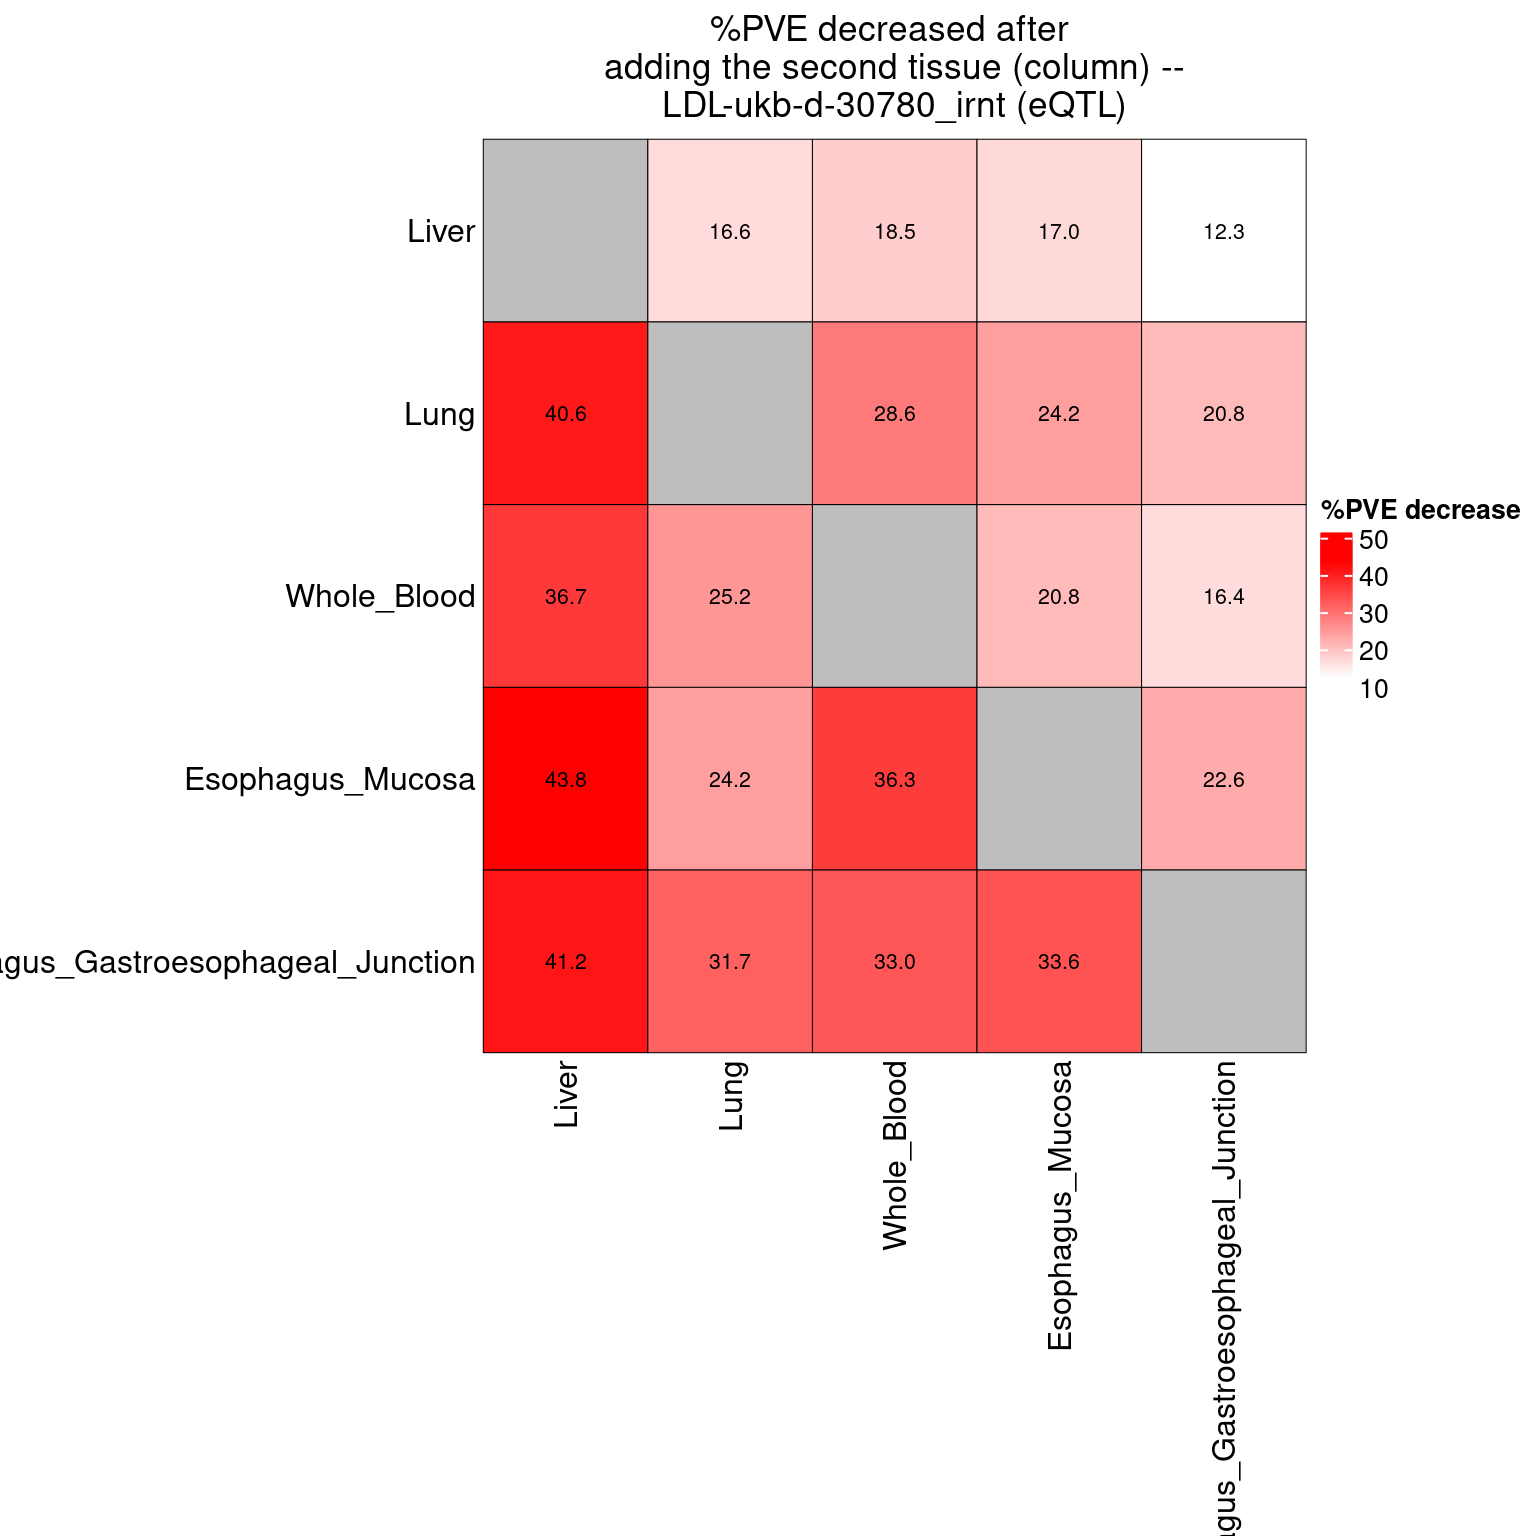 %PVE decreased after
adding the second tissue (column) --
LDL-ukb-d-30780_irnt (eQTL)
Liver 16.6 18.5 17.0 12.3
Lung 40.6 28.6 24.2 20.8
Whole_Blood 36.7 25.2 20.8 16.4
Esophagus_Mucosa 43.8 24.2 36.3 22.6
agus_Gastroesophageal_Junction 41.2 31.7 33.0 33.6
%PVE decrease
50
40
30
20
10
Liver
Lung
Whole_Blood
Esophagus_Mucosa
agus_Gastroesophageal_Junction